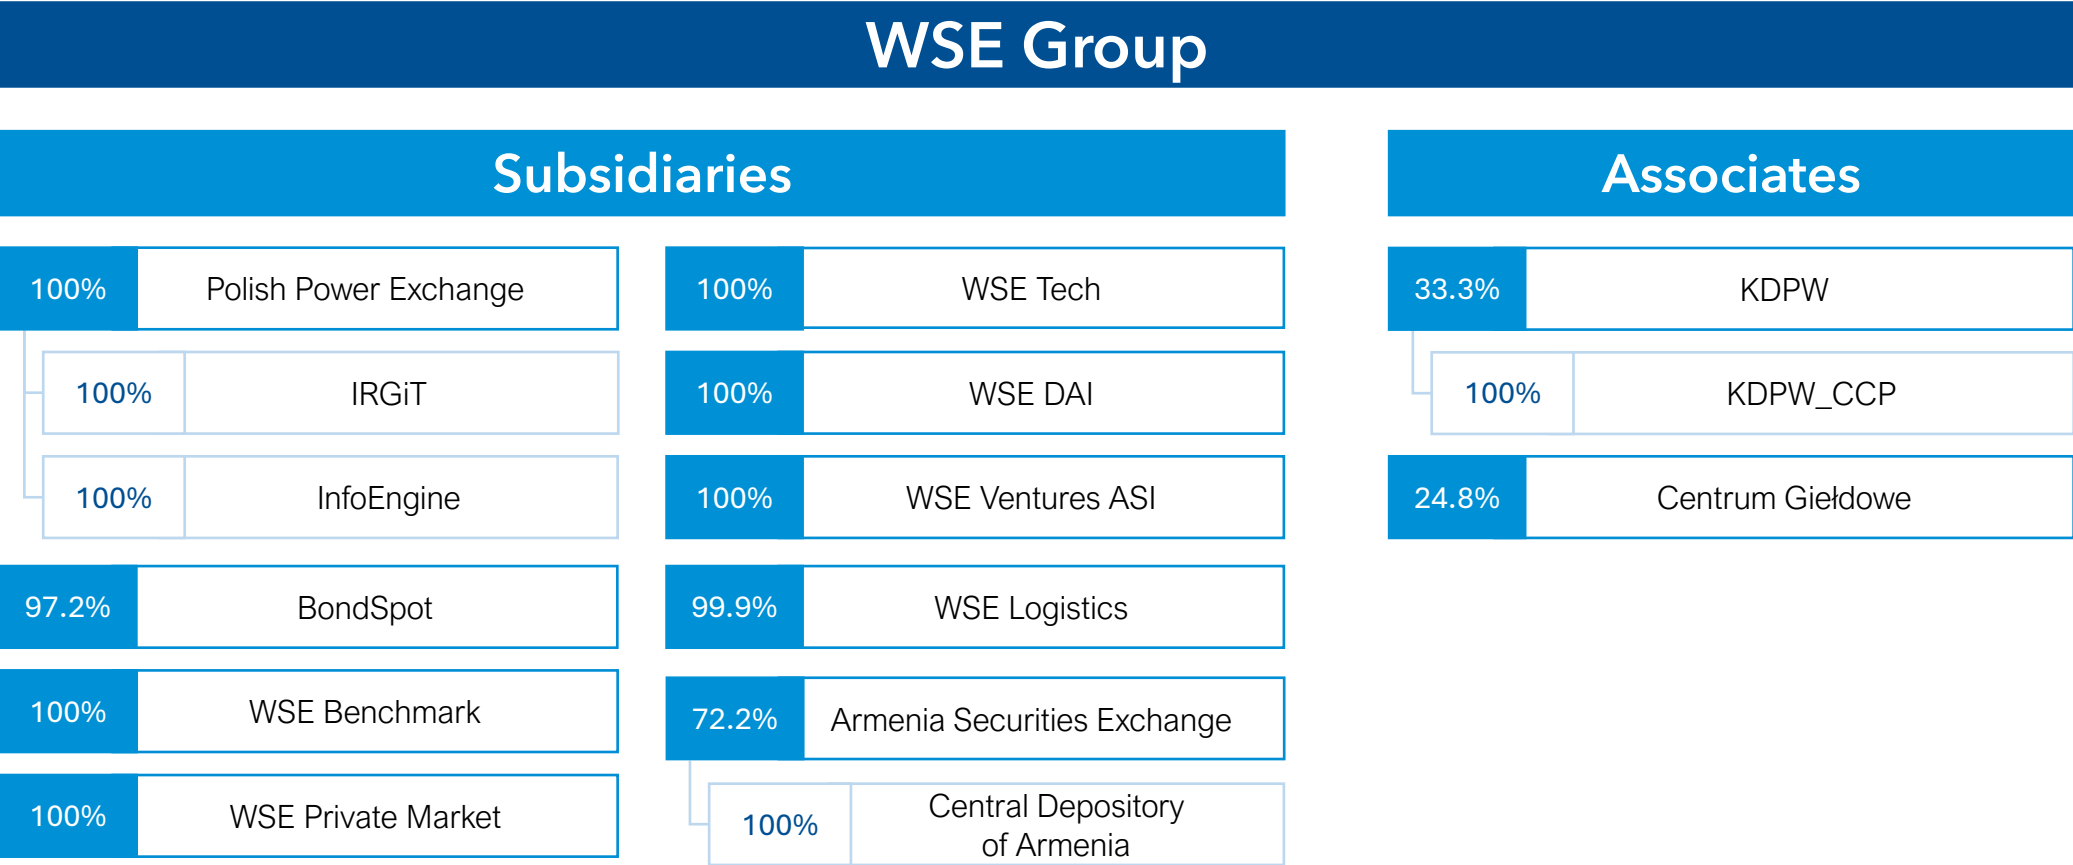 WSE Group
Subsidiaries
100% Polish Power Exchange
100% IRGiT
100% InfoEngine
97.2% BondSpot
100% WSE Benchmark
100% WSE Private Market
100% WSE Tech
100% WSE DAI
100% WSE Ventures ASI
99.9% WSE Logistics
72.2% Armenia Securities Exchange
100% Central Depository
of Armenia
Associates
33.3% KDPW
100% KDPW_CCP
24.8% Centrum Giełdowe